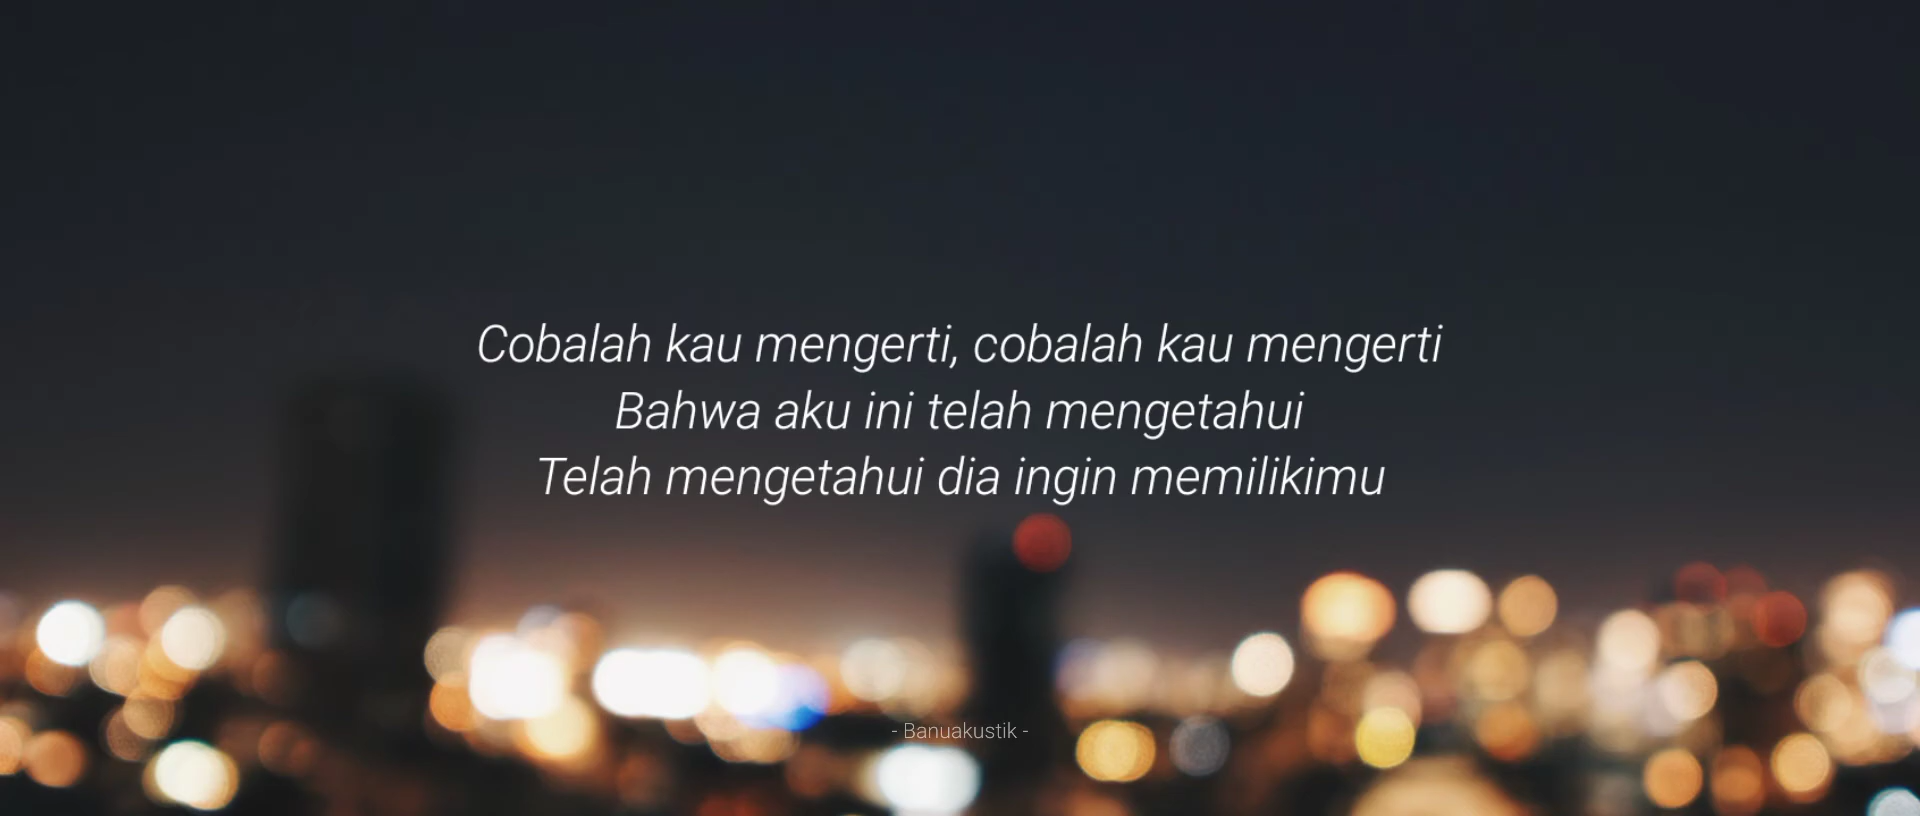 Cobalah kau mengerti, cobalah kau mengerti
Bahwa aku ini telah mengetahui
Telah mengetahui dia ingin memilikimu
- Banuakustik -